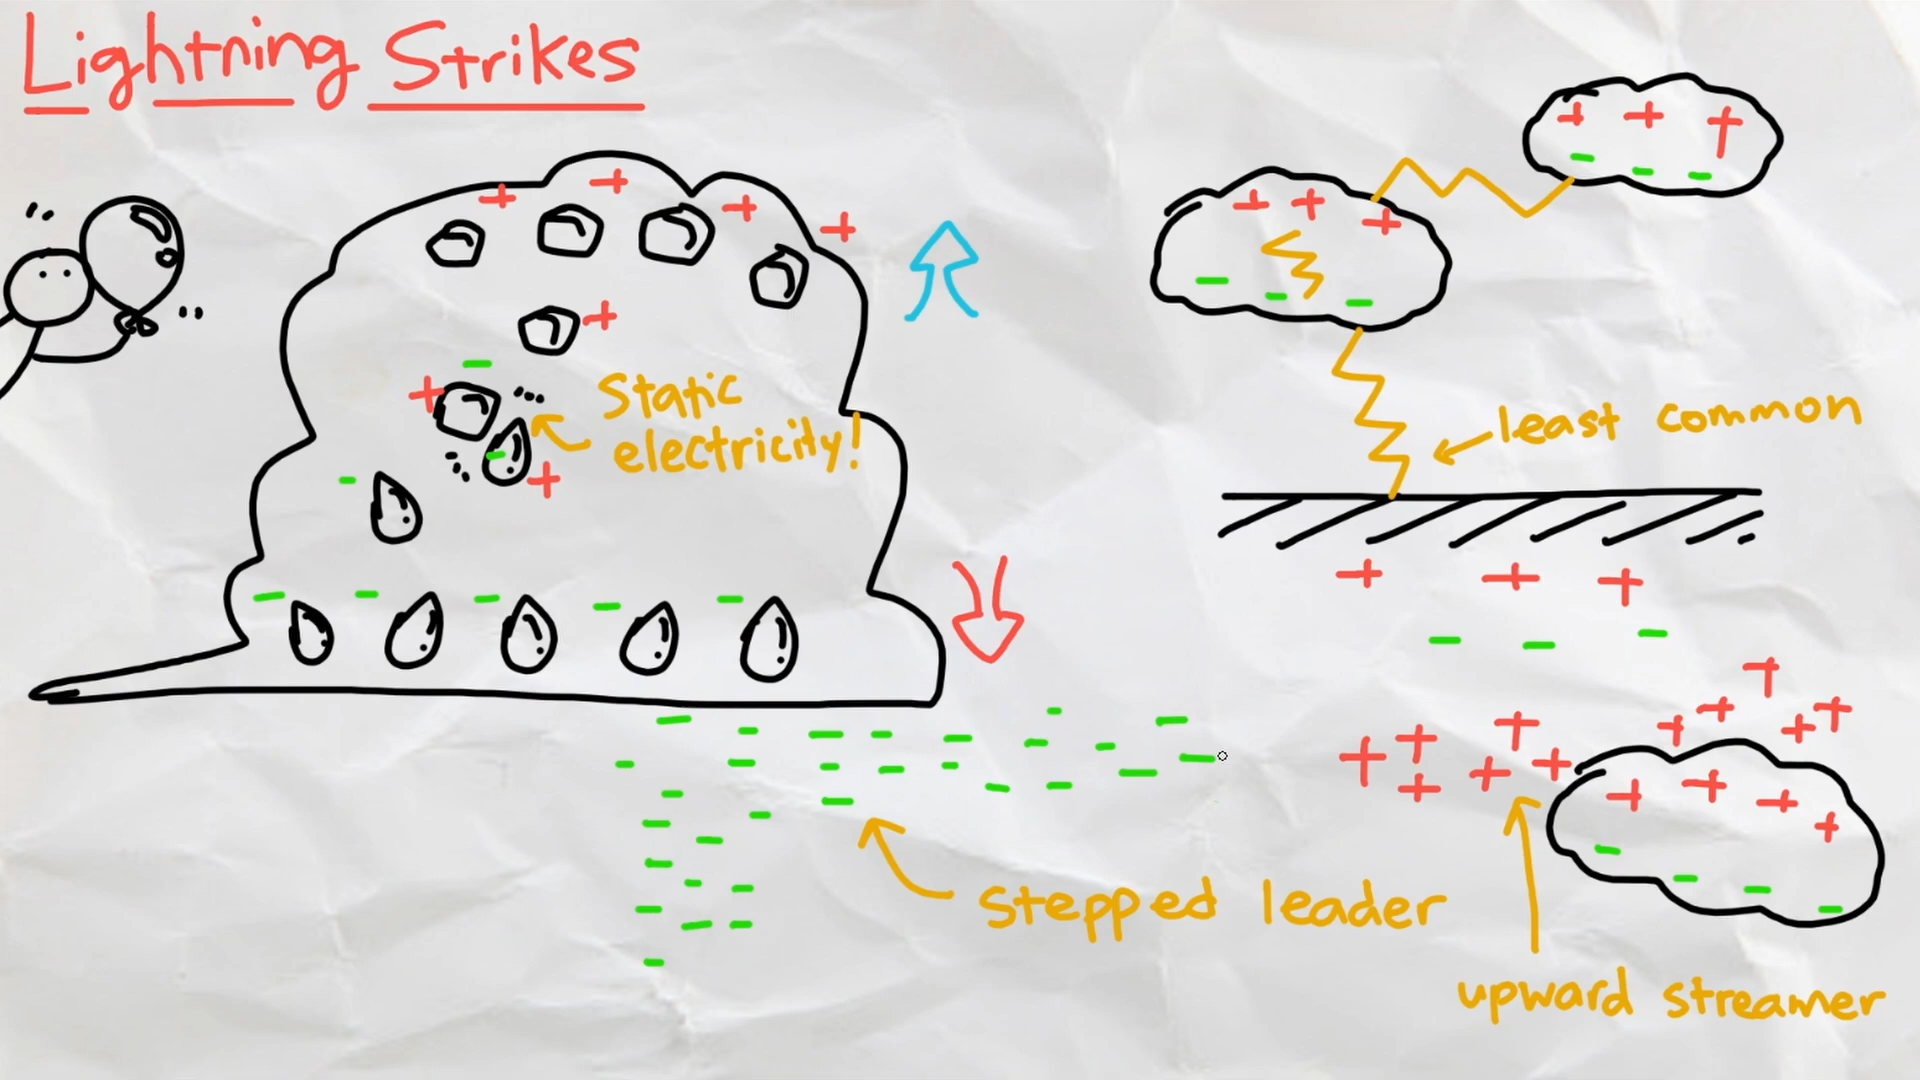 Lightning Strikes
Static
electricity!
least common
stepped leader
upward streamer